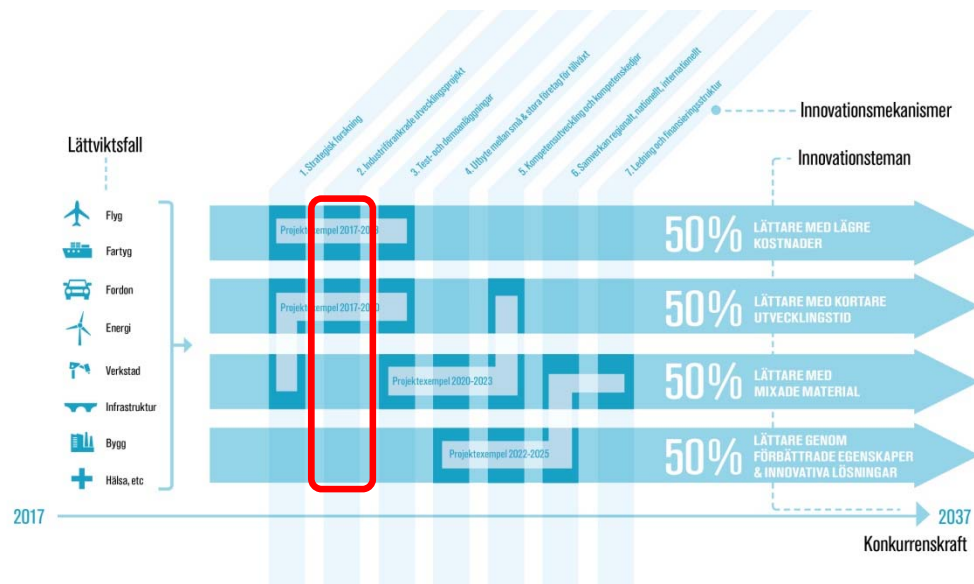 1. Strategisk forskning
2. Industriförankrade utvecklingsprojekt
3. Test- och demoanläggningar
4. Utbyte mellan små & stora företag för tillväxt
5. Kompetensutveckling och kompetenskedjor
6. Samverkan regionalt, nationellt, internationellt
7. Ledning och finansieringsstruktur
Innovationsmekanismer
Innovationsteman
Lättviktsfall
Flyg
Fartyg
Fordon
Energi
Verkstad
Infrastruktur
Bygg
Hälsa, etc
Projektexempel 2017-20
50% LÄTTARE MED LÄGRE
KOSTNADER
Projektexempel 2017-20
50% LÄTTARE MED KORTARE
UTVECKLINGSTID
Projektexempel 2020-2023
50% LÄTTARE MED
MIXADE MATERIAL
Projektexempel 2022-2025
50% LÄTTARE GENOM
FÖRBÄTTRADE EGENSKAPER
& INNOVATIVA LÖSNINGAR
2017
2037
Konkurrenskraft